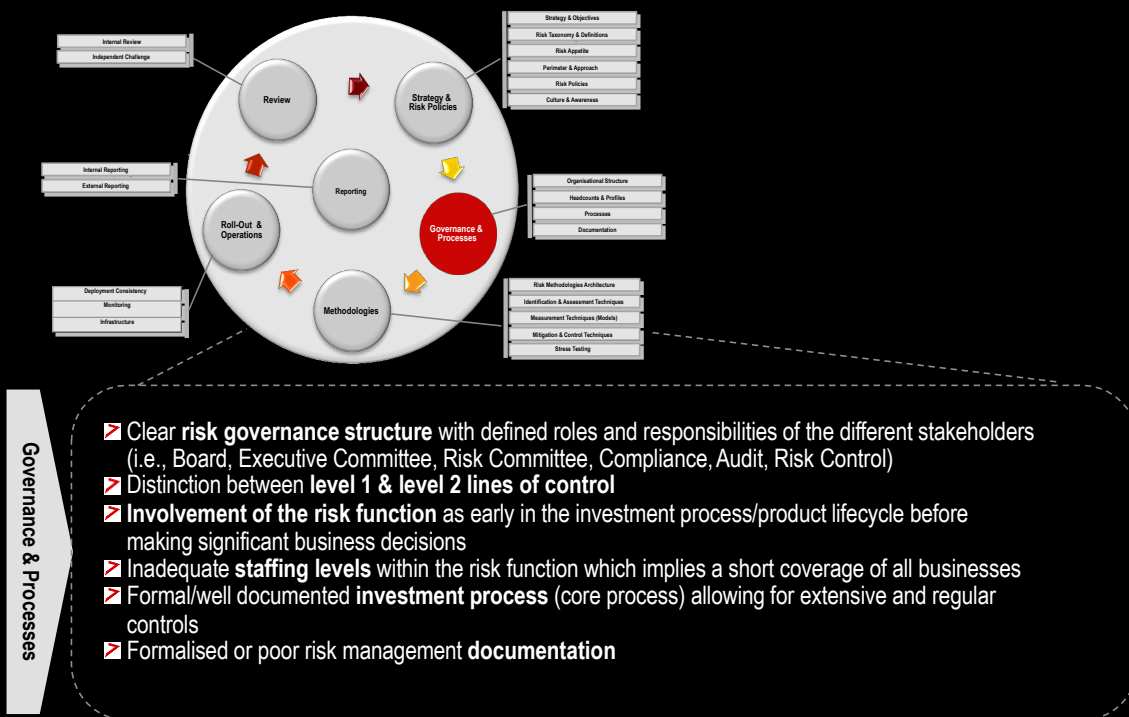 Internal Review
Independent Challenge
Strategy & Objectives
Risk Taxonomy & Definitions
Risk Appetite
Perimeter & Approach
Risk Policies
Culture & Awareness
Review
Strategy &
Risk Policies
Internal Reporting
External Reporting
Reporting
Organisational Structure
Headcounts & Profiles
Processes
Documentation
Roll-Out &
Operations
Governance &
Processes
Deployment Consistency
Monitoring
Infrastructure
Methodologies
Risk Methodologies Architecture
Identification & Assessment Techniques
Measurement Techniques (Models)
Mitigation & Control Techniques
Stress Testing
Governance & Processes
Clear risk governance structure with defined roles and responsibilities of the different stakeholders
(i.e., Board, Executive Committee, Risk Committee, Compliance, Audit, Risk Control)
Distinction between level 1 & level 2 lines of control
Involvement of the risk function as early in the investment process/product lifecycle before
making significant business decisions
Inadequate staffing levels within the risk function which implies a short coverage of all businesses
Formal/well documented investment process (core process) allowing for extensive and regular
controls
Formalised or poor risk management documentation